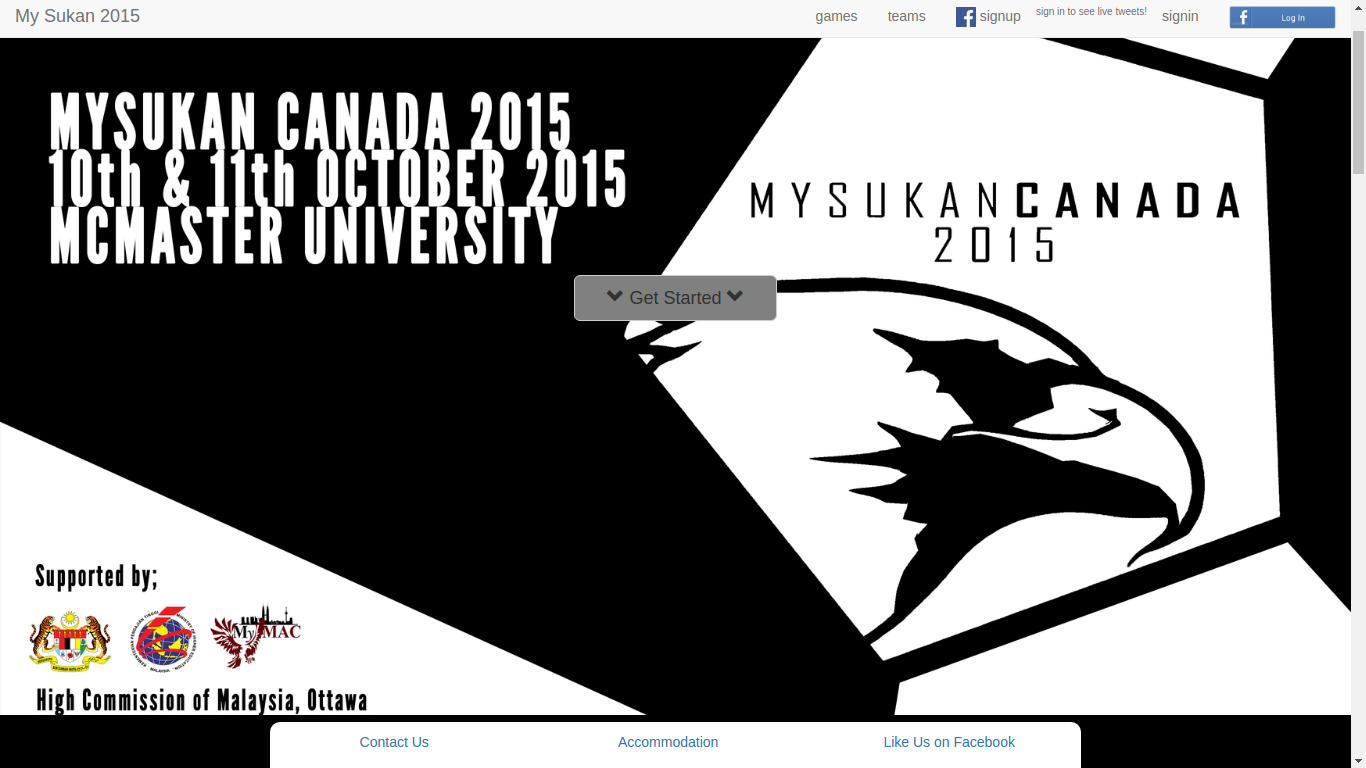 My Sukan 2015
games teams signup sign in to see live tweets! signin Log In
MYSUKAN CANADA 2015
10th & 11th OCTOBER 2015
MCMASTER UNIVERSITY
MYSUKANCANADA
2015
Get Started
Supported by;
MyMAC
High Commission of Malaysia, Ottawa
Contact Us Accommodation Like Us on Facebook